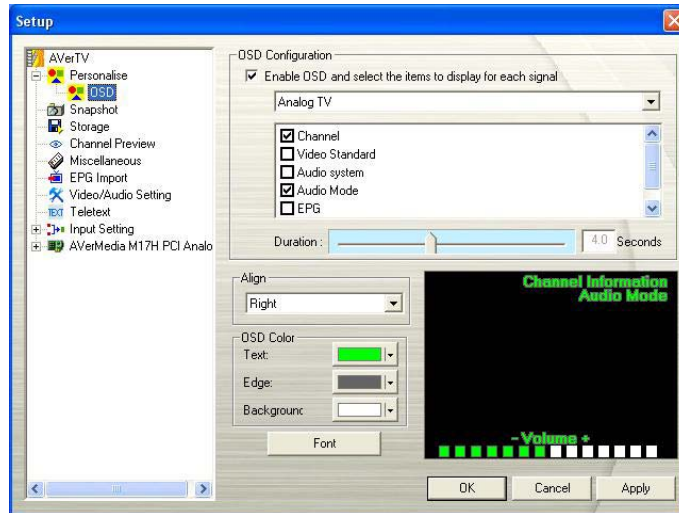 Setup
AVerTV
Personalise
OSD
Snapshot
Storage
Channel Preview
Miscellaneous
EPG Import
Video/Audio Setting
TEXT Teletext
Input Setting
AVerMedia M17H PCI Analo
OSD Configuration
Enable OSD and select the items to display for each signal
Analog TV
Channel
Video Standard
Audio system
Audio Mode
EPG
Duration :
4.0 Seconds
Align
Right
OSD Color
Text:
Edge:
Backgrounc
Font
Channel Information
Audio Mode
- Volume +
OK
Cancel
Apply